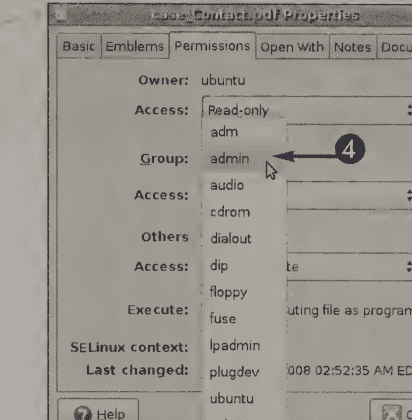 case_Contact.odf Properties
Basic Emblems Permissions Open With Notes Docu
Owner: ubuntu
Access: Read-only
adm
Group: admin 4
audio
Access:
cdrom
Others dialout
Access: dip te
floppy
Execute: uting file as program
fuse
SELinux context: lpadmin
Last changed: plugdev 008 02:52:35 AM ED
ubuntu
Help C